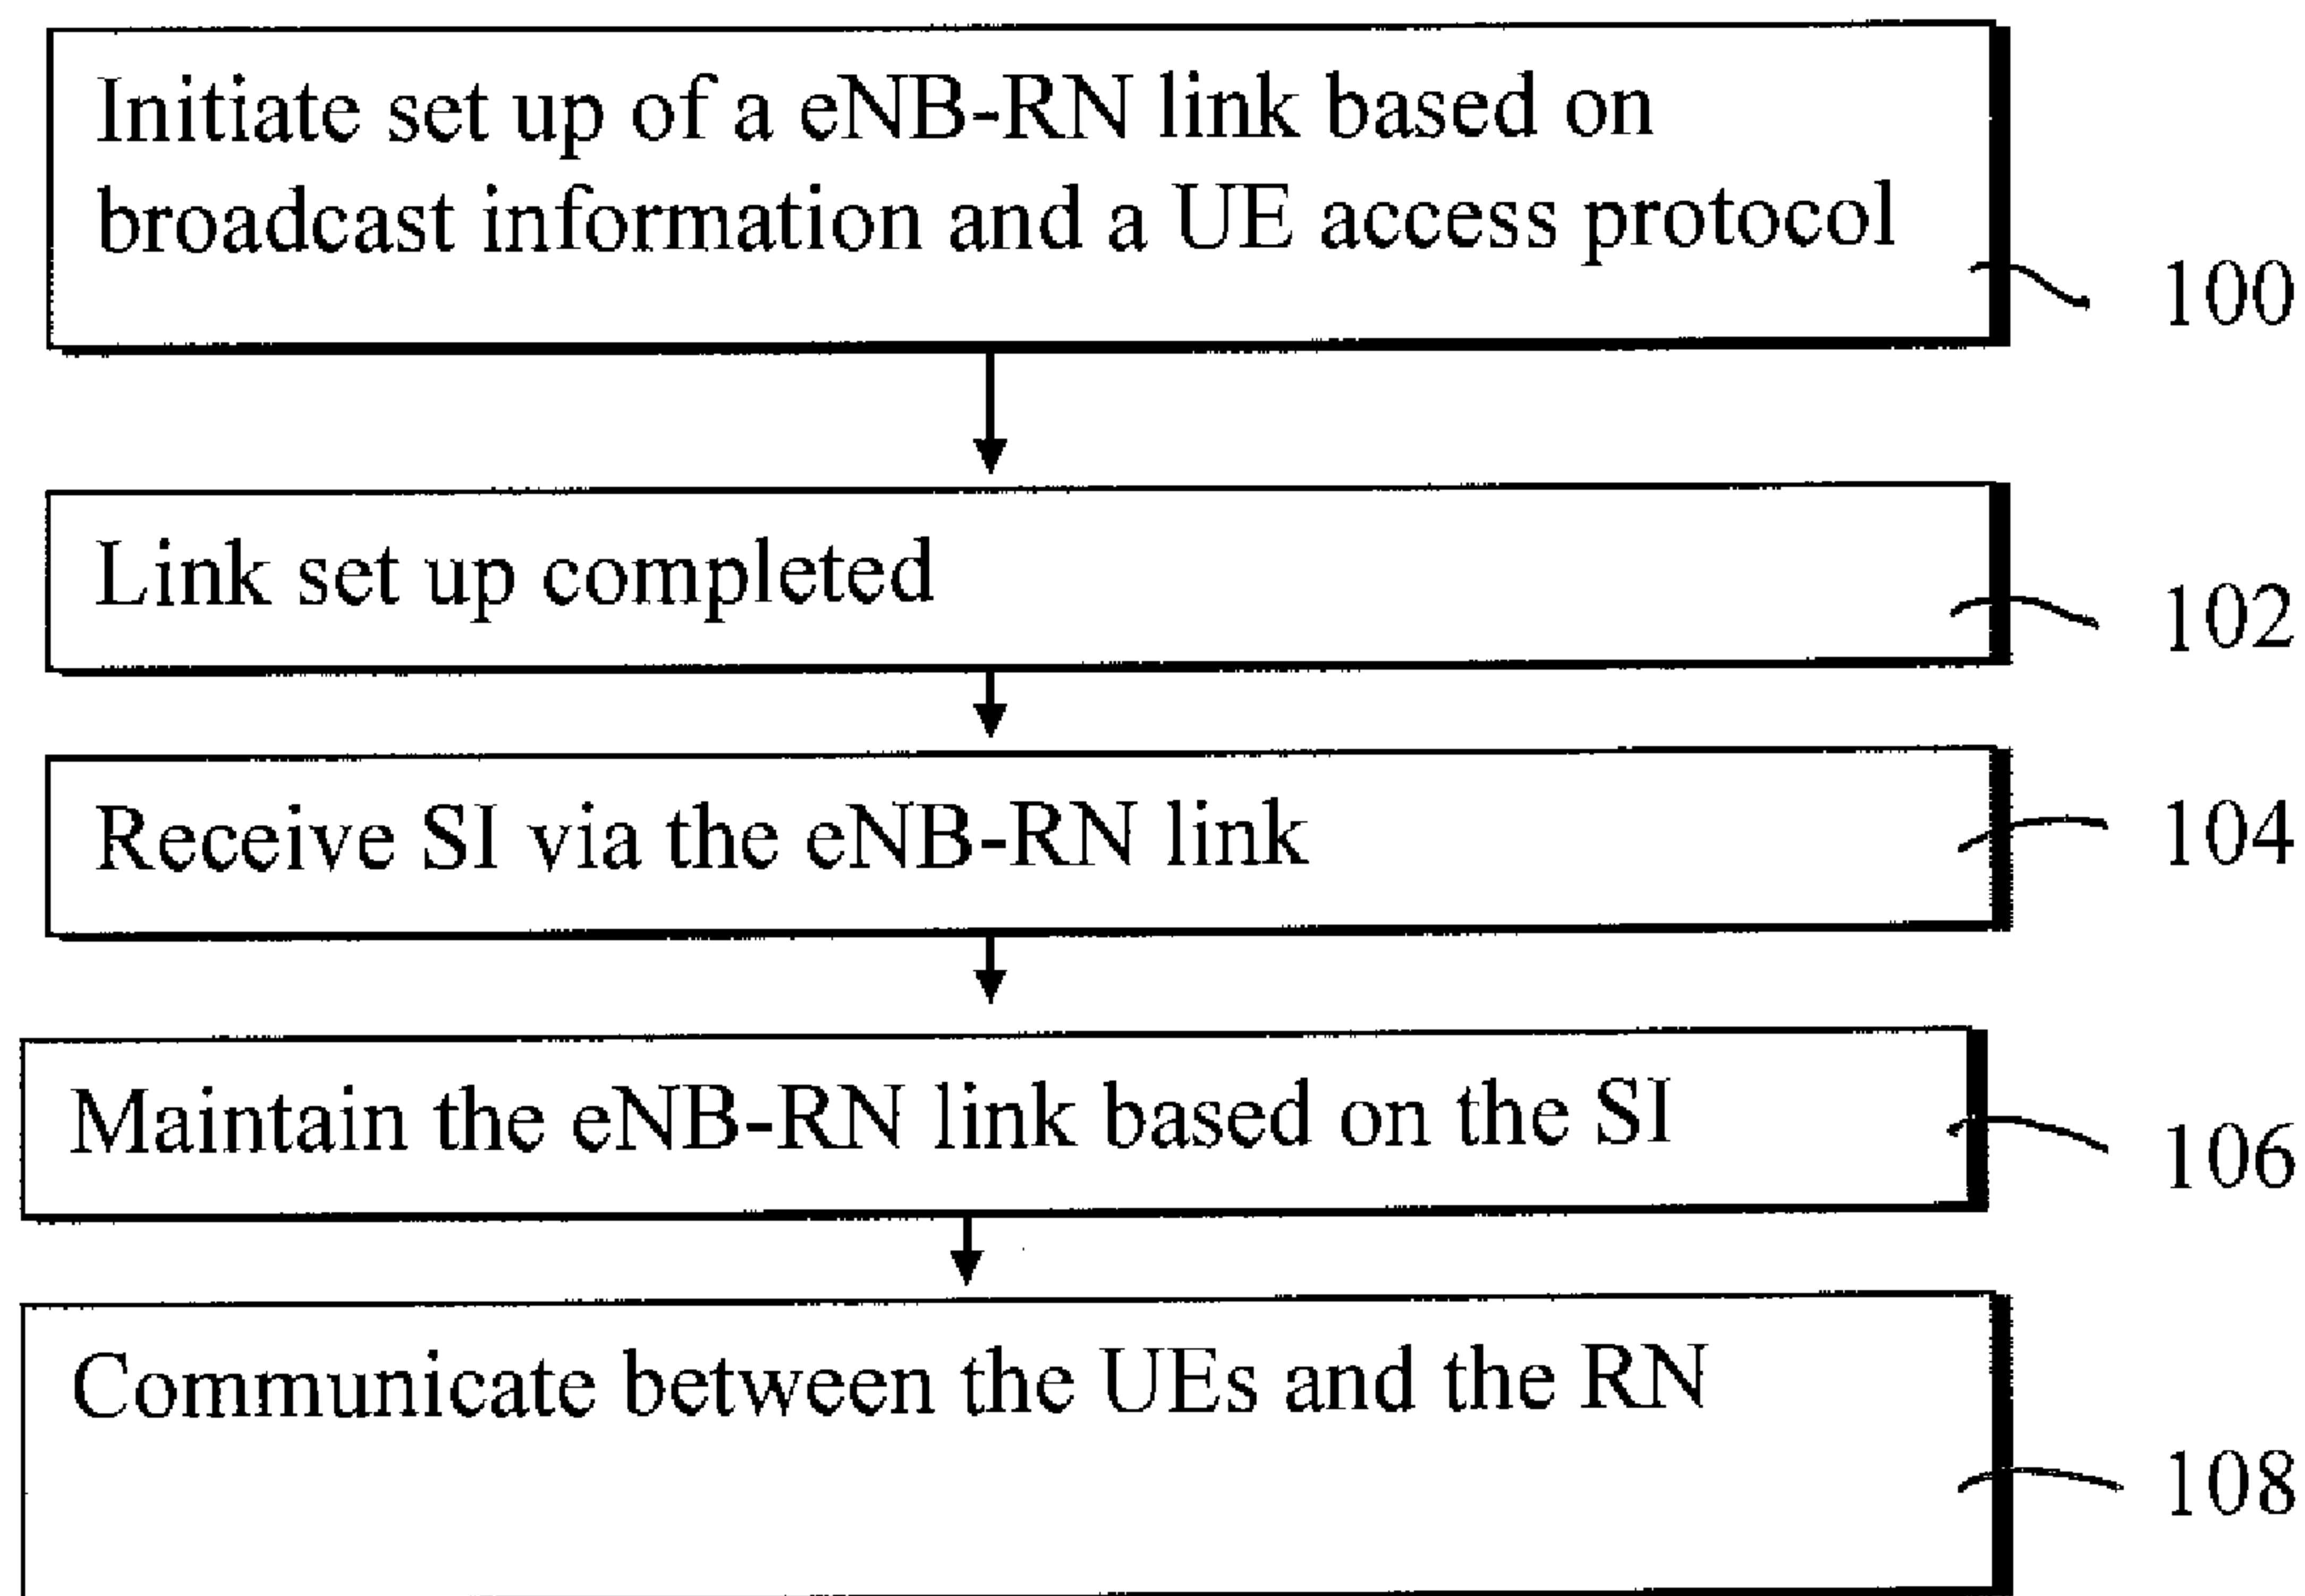 Initiate set up of a eNB-RN link based on
broadcast information and a UE access protocol
100
Link set up completed
102
Receive SI via the eNB-RN link
104
Maintain the eNB-RN link based on the SI
106
Communicate between the UEs and the RN
108